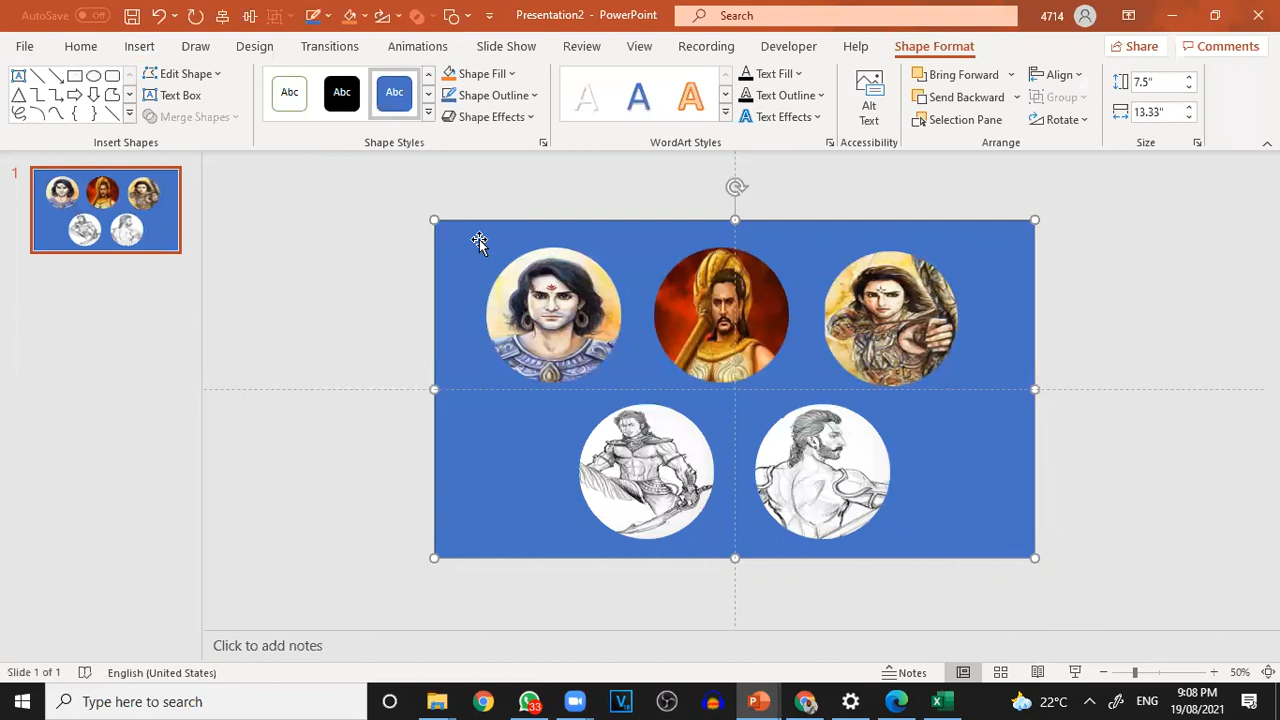 AutoSave Off Presentation2 - PowerPoint Search 4714
File Home Insert Draw Design Transitions Animations Slide Show Review View Recording Developer Help Shape Format Share Comments
Edit Shape
Text Box
Merge Shapes
Insert Shapes
Abc Abc Abc
Shape Fill
Shape Outline
Shape Effects
Shape Styles
A A A
Text Fill
Text Outline
Text Effects
WordArt Styles
Alt
Text
Accessibility
Bring Forward
Send Backward
Selection Pane
Align
Group
Rotate
Arrange
7.5"
13.33"
Size
1
Click to add notes
Slide 1 of 1 English (United States) Notes 50%
Type here to search 33 22°C ENG 9:08 PM
19/08/2021